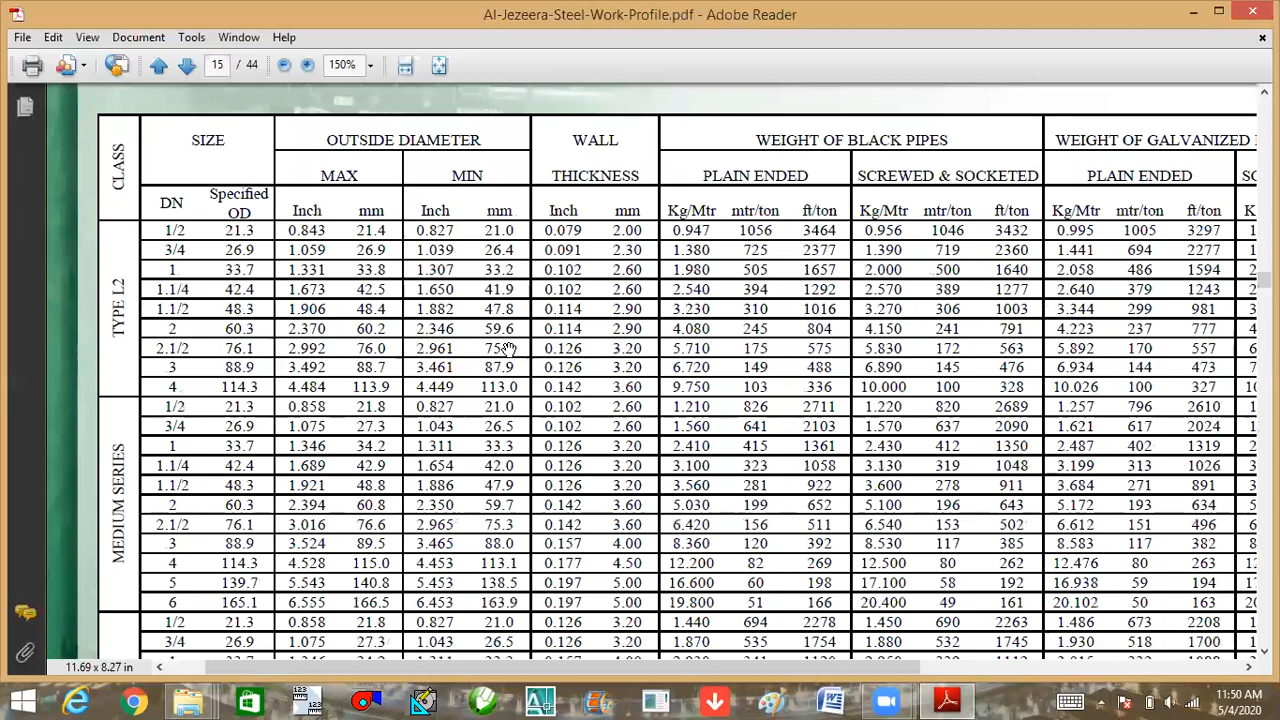 Al-Jezeera-Steel-Work-Profile.pdf - Adobe Reader
File Edit View Document Tools Window Help
15 / 44 150%
CLASS SIZE OUTSIDE DIAMETER WALL THICKNESS WEIGHT OF BLACK PIPES WEIGHT OF GALVANIZED
MAX MIN PLAIN ENDED SCREWED & SOCKETED PLAIN ENDED
DN Specified OD Inch mm Inch mm Inch mm Kg/Mtr mtr/ton ft/ton Kg/Mtr mtr/ton ft/ton Kg/Mtr mtr/ton ft/ton
TYPE L2
1/2 21.3 0.843 21.4 0.827 21.0 0.079 2.00 0.947 1056 3464 0.956 1046 3432 0.995 1005 3297
3/4 26.9 1.059 26.9 1.039 26.4 0.091 2.30 1.380 725 2377 1.390 719 2360 1.441 694 2277
1 33.7 1.331 33.8 1.307 33.2 0.102 2.60 1.980 505 1657 2.000 500 1640 2.058 486 1594
1.1/4 42.4 1.673 42.5 1.650 41.9 0.102 2.60 2.540 394 1292 2.570 389 1277 2.640 379 1243
1.1/2 48.3 1.906 48.4 1.882 47.8 0.114 2.90 3.230 310 1016 3.270 306 1003 3.344 299 981
2 60.3 2.370 60.2 2.346 59.6 0.114 2.90 4.080 245 804 4.150 241 791 4.223 237 777
2.1/2 76.1 2.992 76.0 2.961 0.126 3.20 5.710 175 575 5.830 172 563 5.892 170 557
3 88.9 3.492 88.7 3.461 87.9 0.126 3.20 6.720 149 488 6.890 145 476 6.934 144 473
4 114.3 4.484 113.9 4.449 113.0 0.142 3.60 9.750 103 336 10.000 100 328 10.026 100 327
MEDIUM SERIES
1/2 21.3 0.858 21.8 0.827 21.0 0.102 2.60 1.210 826 2711 1.220 820 2689 1.257 796 2610
3/4 26.9 1.075 27.3 1.043 26.5 0.102 2.60 1.560 641 2103 1.570 637 2090 1.621 617 2024
1 33.7 1.346 34.2 1.311 33.3 0.126 3.20 2.410 415 1361 2.430 412 1350 2.487 402 1319
1.1/4 42.4 1.689 42.9 1.654 42.0 0.126 3.20 3.100 323 1058 3.130 319 1048 3.199 313 1026
1.1/2 48.3 1.921 48.8 1.886 47.9 0.126 3.20 3.560 281 922 3.600 278 911 3.684 271 891
2 60.3 2.394 60.8 2.350 59.7 0.142 3.60 5.030 199 652 5.100 196 643 5.172 193 634
2.1/2 76.1 3.016 76.6 2.965 75.3 0.142 3.60 6.420 156 511 6.540 153 502 6.612 151 496
3 88.9 3.524 89.5 3.465 88.0 0.157 4.00 8.360 120 392 8.530 117 385 8.583 117 382
4 114.3 4.528 115.0 4.453 113.1 0.177 4.50 12.200 82 269 12.500 80 262 12.476 80 263
5 139.7 5.543 140.8 5.453 138.5 0.197 5.00 16.600 60 198 17.100 58 192 16.938 59 194
6 165.1 6.555 166.5 6.453 163.9 0.197 5.00 19.800 51 166 20.400 49 161 20.102 50 163
1/2 21.3 0.858 21.8 0.827 21.0 0.126 3.20 1.440 694 2278 1.450 690 2263 1.486 673 2208
3/4 26.9 1.075 27.3 1.043 26.5 0.126 3.20 1.870 535 1754 1.880 532 1745 1.930 518 1700
11.69 x 8.27 in
11:50 AM
5/4/2020